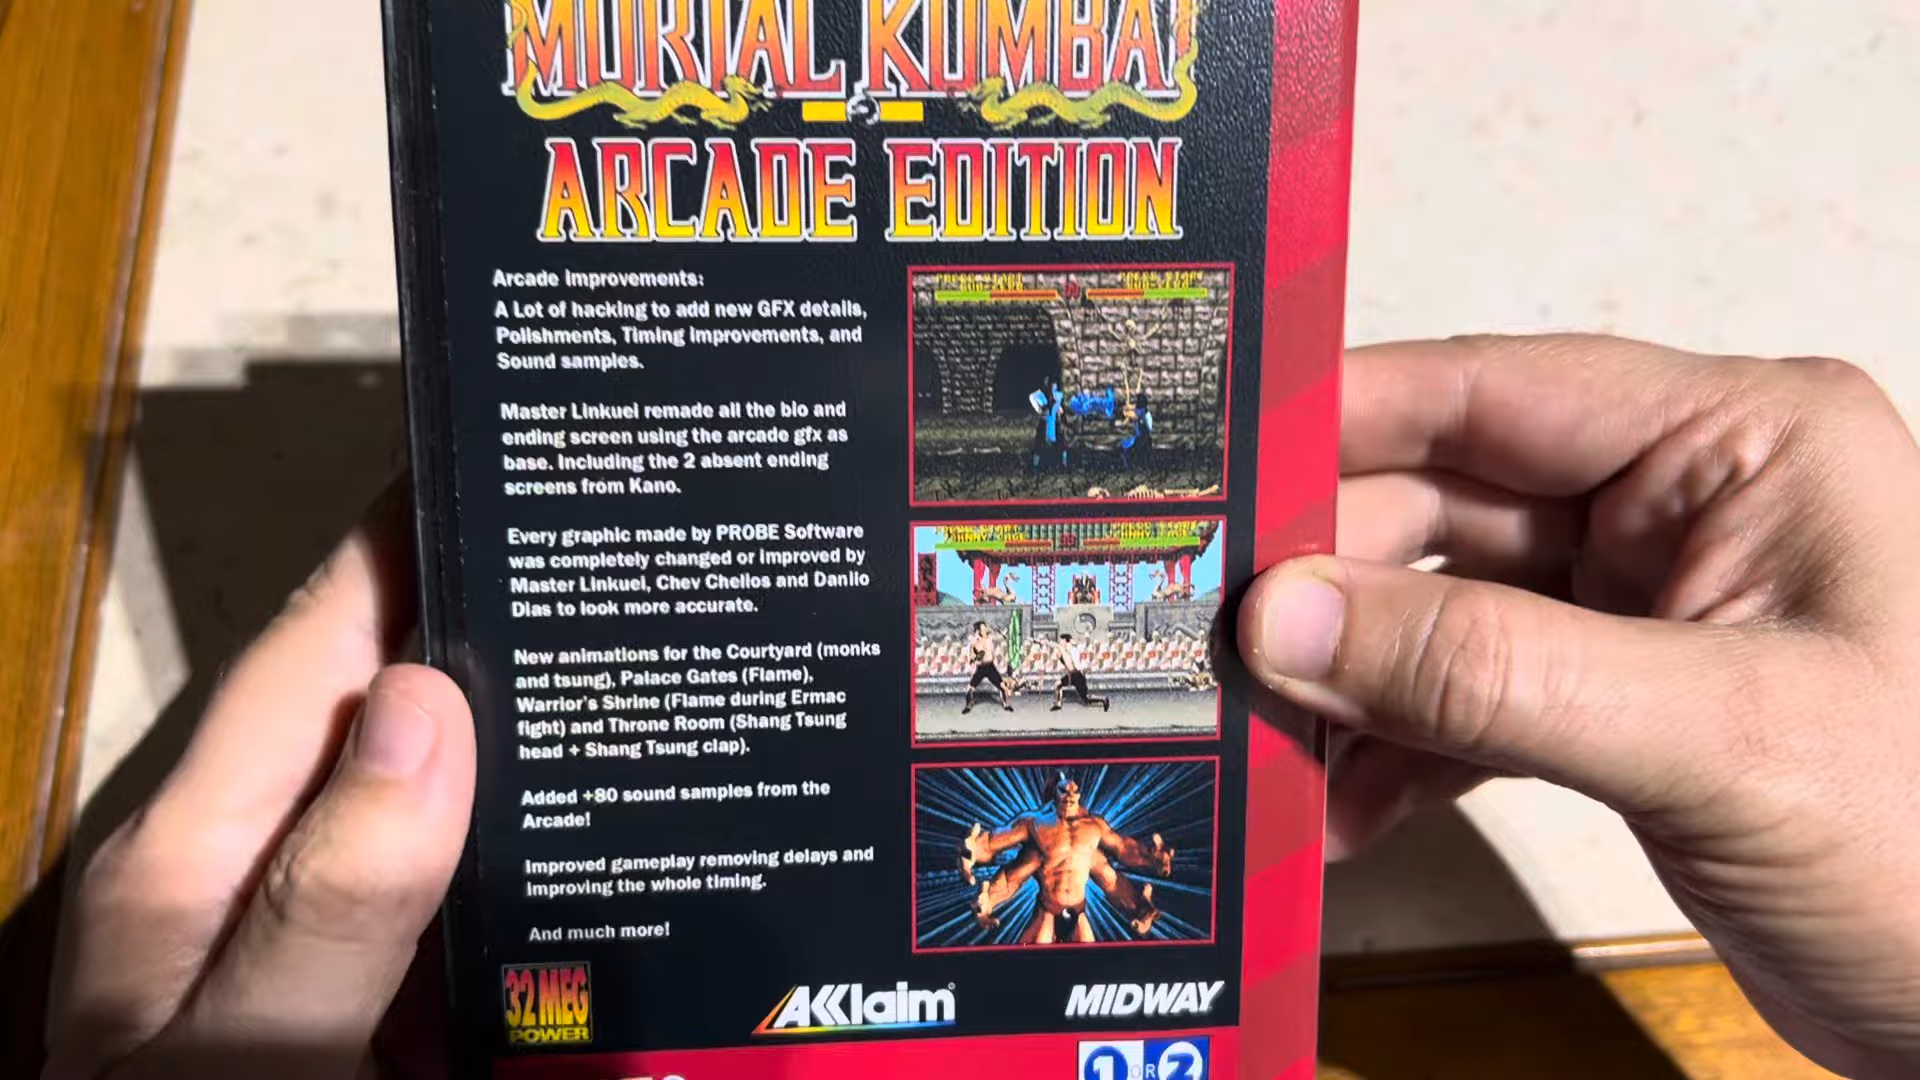 MORTAL KOMBAT
ARCADE EDITION
Arcade Improvements:
A Lot of hacking to add new GFX details,
Polishments, Timing improvements, and
Sound samples.
Master Linkuei remade all the bio and
ending screen using the arcade gfx as
base. Including the 2 absent ending
screens from Kano.
Every graphic made by PROBE Software
was completely changed or improved by
Master Linkuei, Chev Chelios and Danilo
Dias to look more accurate.
New animations for the Courtyard (monks
and tsung), Palace Gates (Flame),
Warrior's Shrine (Flame during Ermac
fight) and Throne Room (Shang Tsung
head + Shang Tsung clap).
Added +80 sound samples from the
Arcade!
Improved gameplay removing delays and
improving the whole timing.
And much more!
32 MEG
POWER
AKKlaim
MIDWAY
1 OR 2